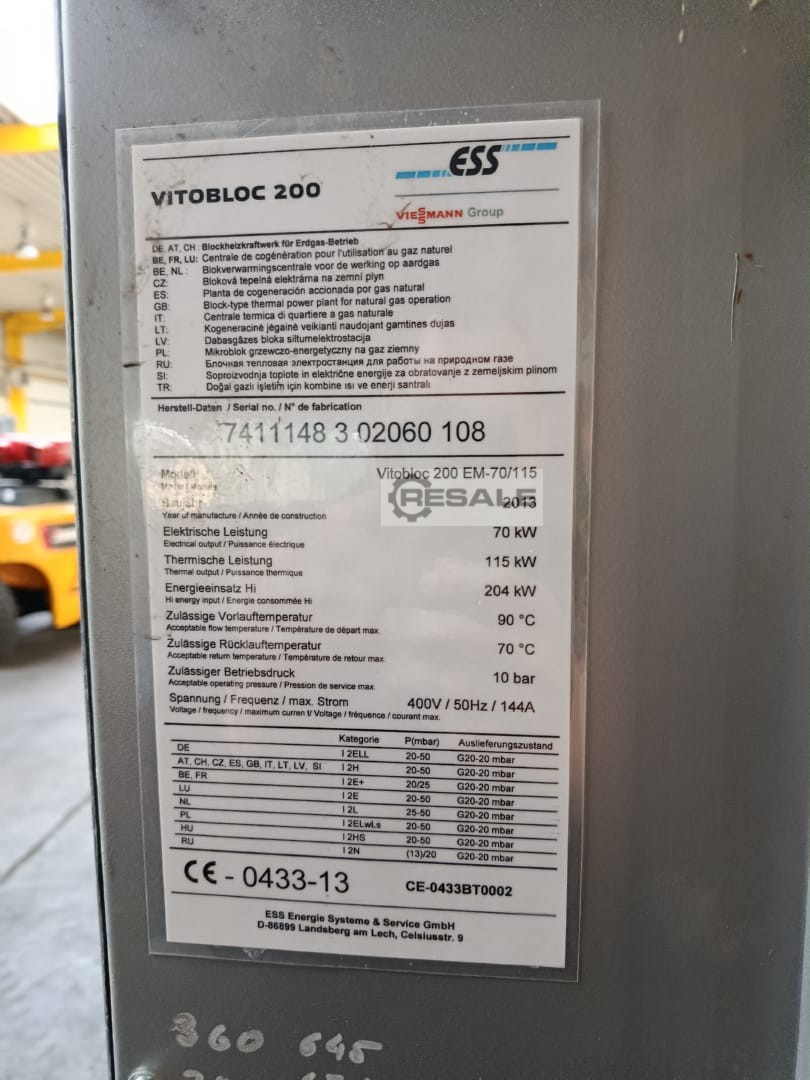 ESS
VITOBLOC 200
VIESMANN Group
DE, AT, CH : Blockheizkraftwerk für Erdgas-Betrieb
BE, FR, LU: Centrale de cogénération pour l'utilisation au gaz naturel
BE, NL : Blokverwarmingscentrale voor de werking op aardgas
CZ: Bloková tepelná elektrárna na zemní plyn
ES: Planta de cogeneración accionada por gas natural
GB: Block-type thermal power plant for natural gas operation
IT: Centrale termica di quartiere a gas naturale
LT: Kogeneracinė jėgainė veikianti naudojant gamtines dujas
LV: Dabasgāzes bloka siltumelektrostacija
PL: Mikroblok grzewczo-energetyczny na gaz ziemny
RU: Блочная тепловая электростанция для работы на природном газе
SI: Soproizvodnja toplote in električne energije za obratovanje z zemeljskim plinom
TR: Doğal gazlı işletim için kombine ısı ve enerji santralı
Herstell-Daten / Serial no. / N° de fabrication
7411148 3 02060 108
Modell Vitobloc 200 EM-70/115
Model / Modèle
RESALE
Baujahr 2013
Year of manufacture / Année de construction
Elektrische Leistung 70 kW
Electrical output / Puissance électrique
Thermische Leistung 115 kW
Thermal output / Puissance thermique
Energieeinsatz Hi 204 kW
Hi energy input / Energie consommée Hi
Zulässige Vorlauftemperatur 90 °C
Acceptable flow temperature / Température de départ max.
Zulässige Rücklauftemperatur 70 °C
Acceptable return temperature / Température de retour max.
Zulässiger Betriebsdruck 10 bar
Acceptable operating pressure / Pression de service max.
Spannung / Frequenz / max. Strom 400V / 50Hz / 144A
Voltage / frequency / maximum curren t/ Voltage / fréquence / courant max.
Kategorie P(mbar) Auslieferungszustand
DE I 2ELL 20-50 G20-20 mbar
AT, CH, CZ, ES, GB, IT, LT, LV, SI I 2H 20-50 G20-20 mbar
BE, FR I 2E+ 20/25 G20-20 mbar
LU I 2E 20-50 G20-20 mbar
NL I 2L 25-50 G20-20 mbar
PL I 2ELwLs 20-50 G20-20 mbar
HU I 2HS 20-50 G20-20 mbar
RU I 2N (13)/20 G20-20 mbar
CE - 0433-13 CE-0433BT0002
ESS Energie Systeme & Service GmbH
D-86899 Landsberg am Lech, Celsiusstr. 9
360 645